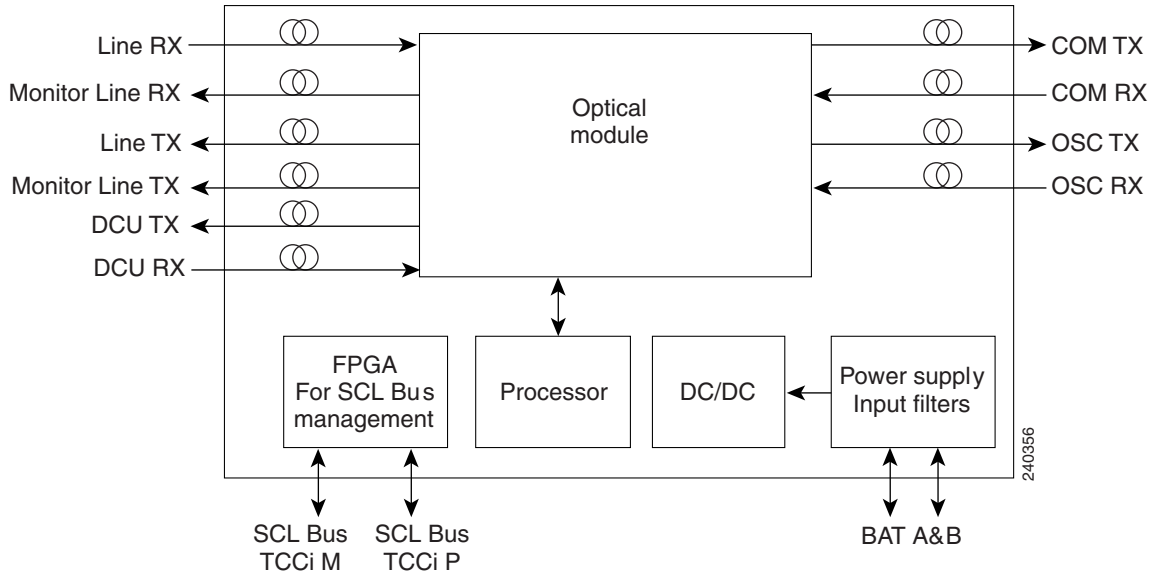 Line RX
Monitor Line RX
Line TX
Monitor Line TX
DCU TX
DCU RX
Optical
module
COM TX
COM RX
OSC TX
OSC RX
FPGA
For SCL Bus
management
Processor
DC/DC
Power supply
Input filters
240356
SCL Bus
TCCi M
SCL Bus
TCCi P
BAT A&B